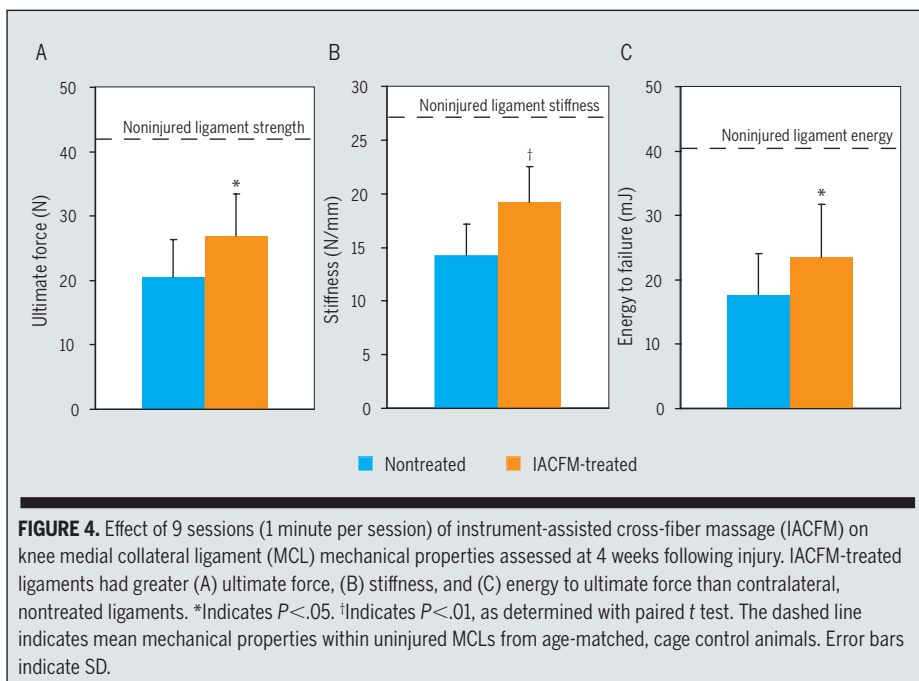 A
50
40
30
20
10
0
Ultimate force (N)
Noninjured ligament strength
*
B
30
25
20
15
10
5
0
Stiffness (N/mm)
Noninjured ligament stiffness
†
C
50
40
30
20
10
0
Energy to failure (mJ)
Noninjured ligament energy
*
Nontreated
IACFM-treated
FIGURE 4. Effect of 9 sessions (1 minute per session) of instrument-assisted cross-fiber massage (IACFM) on
knee medial collateral ligament (MCL) mechanical properties assessed at 4 weeks following injury. IACFM-treated
ligaments had greater (A) ultimate force, (B) stiffness, and (C) energy to ultimate force than contralateral,
nontreated ligaments. *Indicates P<.05. †Indicates P<.01, as determined with paired t test. The dashed line
indicates mean mechanical properties within uninjured MCLs from age-matched, cage control animals. Error bars
indicate SD.